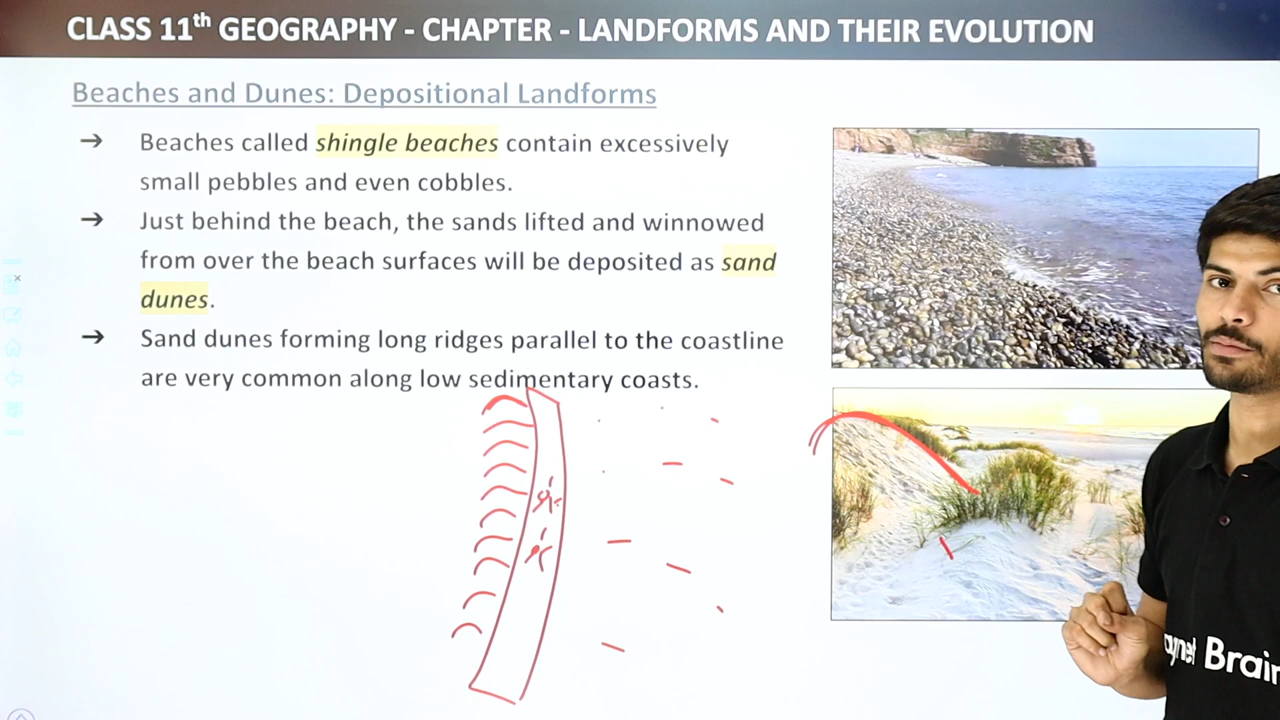 CLASS 11th GEOGRAPHY - CHAPTER - LANDFORMS AND THEIR EVOLUTION
Beaches and Dunes: Depositional Landforms
→ Beaches called shingle beaches contain excessively
small pebbles and even cobbles.
→ Just behind the beach, the sands lifted and winnowed
from over the beach surfaces will be deposited as sand
dunes.
→ Sand dunes forming long ridges parallel to the coastline
are very common along low sedimentary coasts.
Brain